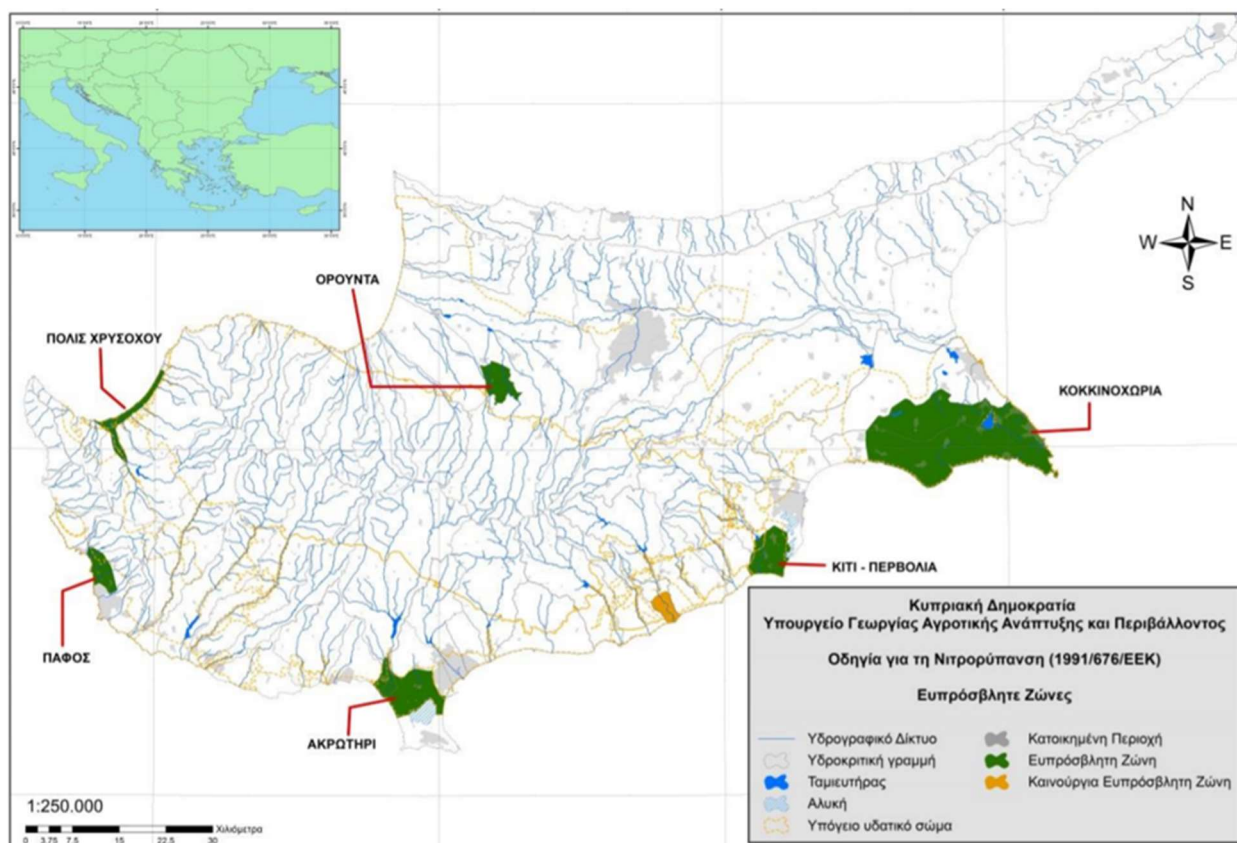 ΟΡΟΥΝΤΑ
ΠΟΛΙΣ ΧΡΥΣΟΧΟΥ
ΚΟΚΚΙΝΟΧΩΡΙΑ
ΚΙΤΙ - ΠΕΡΒΟΛΙΑ
ΠΑΦΟΣ
ΑΚΡΩΤΗΡΙ
N
W E
S
Κυπριακή Δημοκρατία
Υπουργείο Γεωργίας Αγροτικής Ανάπτυξης και Περιβάλλοντος
Οδηγία για τη Νιτρορύπανση (1991/676/ΕΕΚ)
Ευπρόσβλητε Ζώνες
Υδρογραφικό Δίκτυο
Υδροκριτική γραμμή
Ταμιευτήρας
Αλυκή
Υπόγειο υδατικό σώμα
Κατοικημένη Περιοχή
Ευπρόσβλητη Ζώνη
Καινούργια Ευπρόσβλητη Ζώνη
1:250.000
Χιλιόμετρα
0 3.75 7.5 15 22.5 30